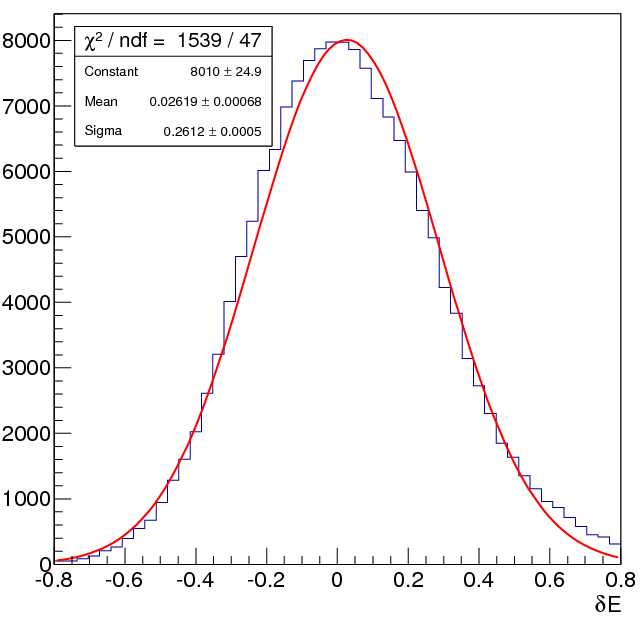 χ² / ndf = 1539 / 47
Constant 8010 ± 24.9
Mean 0.02619 ± 0.00068
Sigma 0.2612 ± 0.0005
8000
7000
6000
5000
4000
3000
2000
1000
0
-0.8 -0.6 -0.4 -0.2 0 0.2 0.4 0.6 0.8
δE